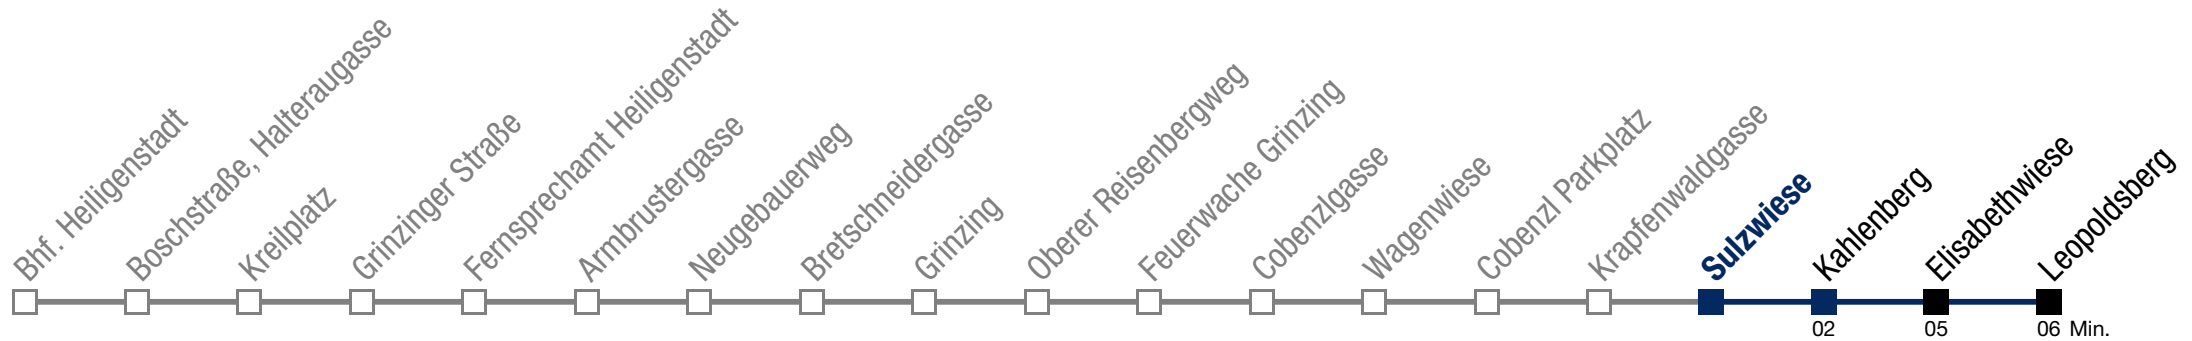 Bhf. Heiligenstadt
Boschstraße, Halteraugasse
Kreilplatz
Grinzinger Straße
Fernsprechamt Heiligenstadt
Armbrustergasse
Neugebauerweg
Bretschneidergasse
Grinzing
Oberer Reisenbergweg
Feuerwache Grinzing
Cobenzlgasse
Wagenwiese
Cobenzl Parkplatz
Krapfenwaldgasse
Sulzwiese
Kahlenberg
Elisabethwiese
Leopoldsberg
02 05 06 Min.